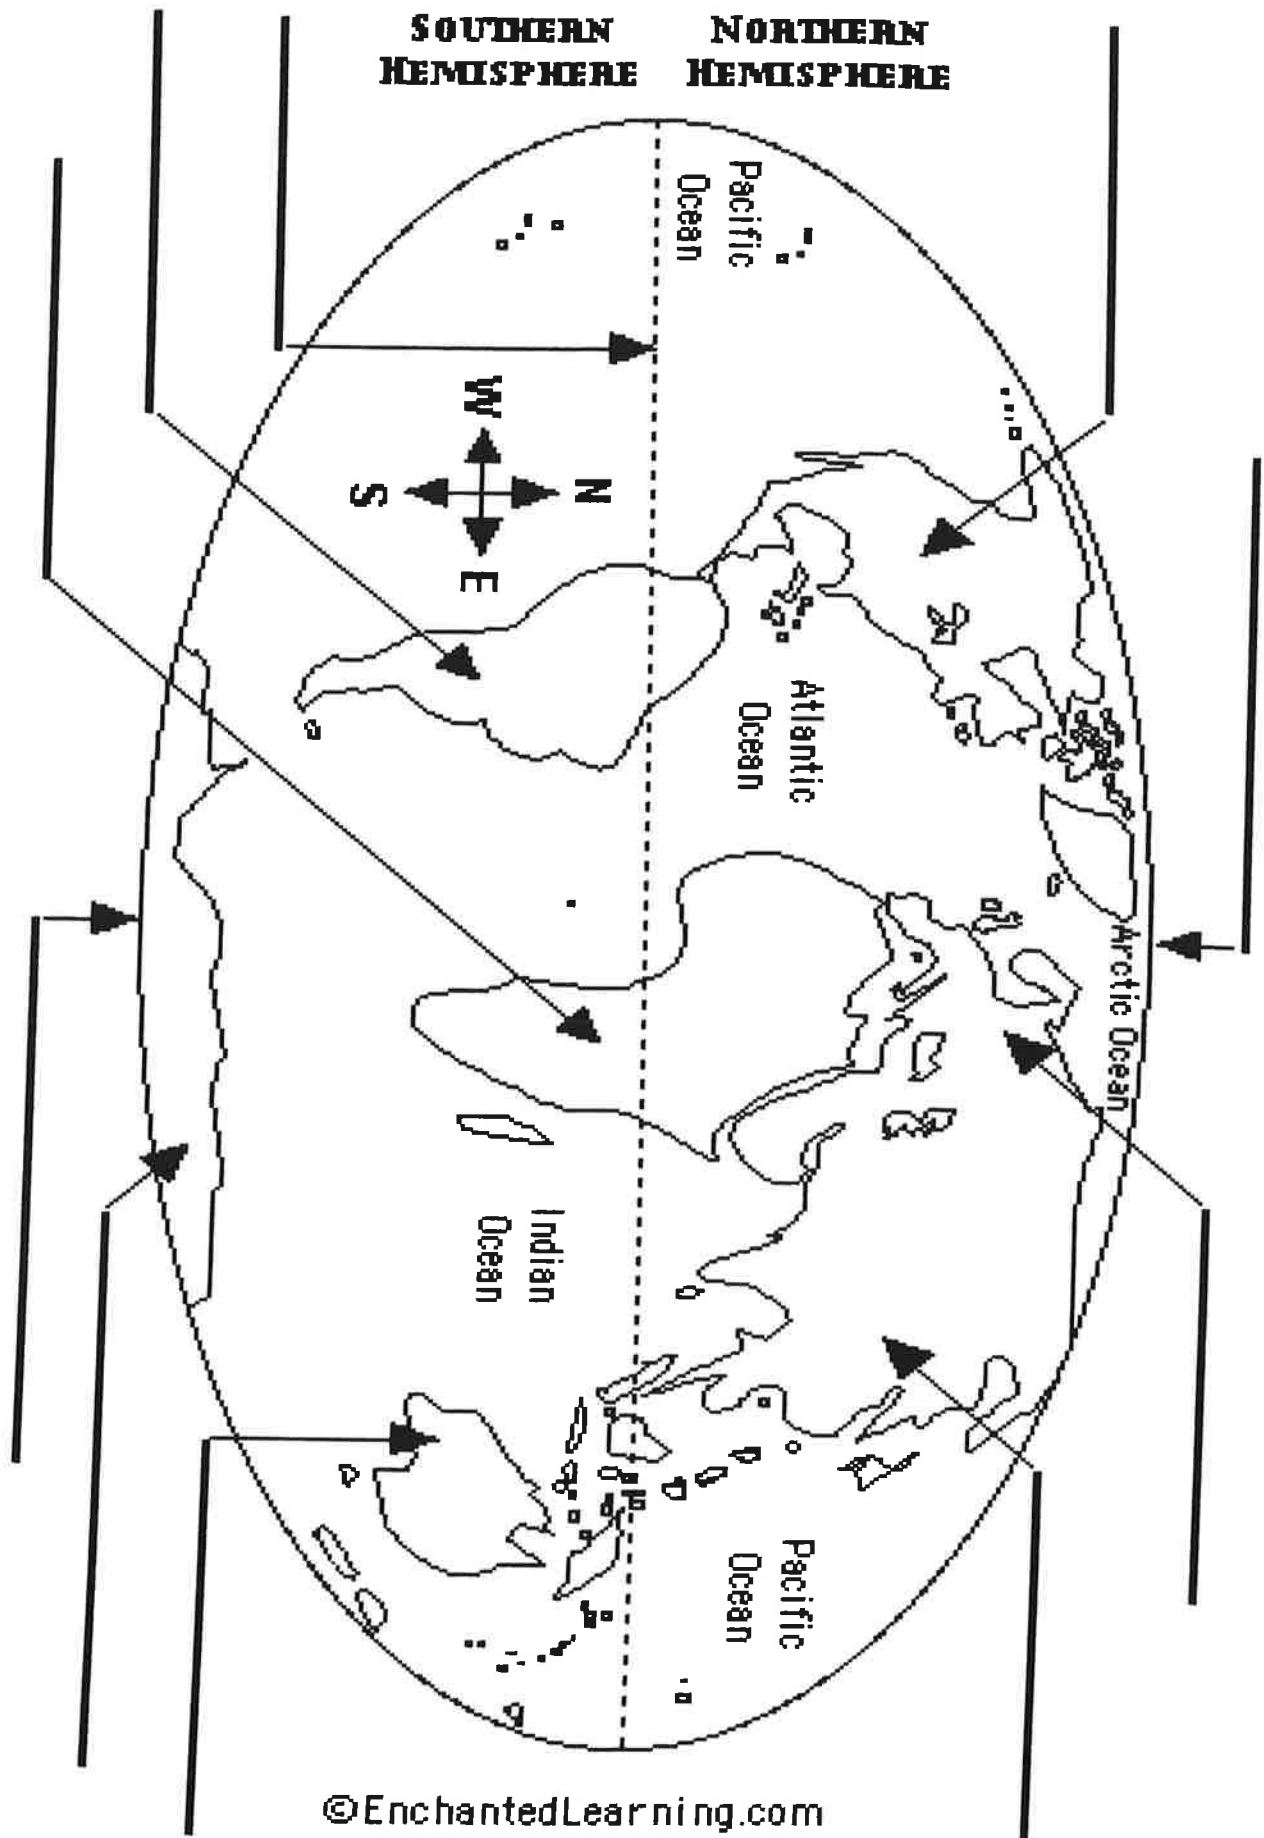 SOUTHERN
HEMISPHERE
NORTHERN
HEMISPHERE
Pacific
Ocean
W
N
S
E
Atlantic
Ocean
Arctic Ocean
Indian
Ocean
Pacific
Ocean
©EnchantedLearning.com